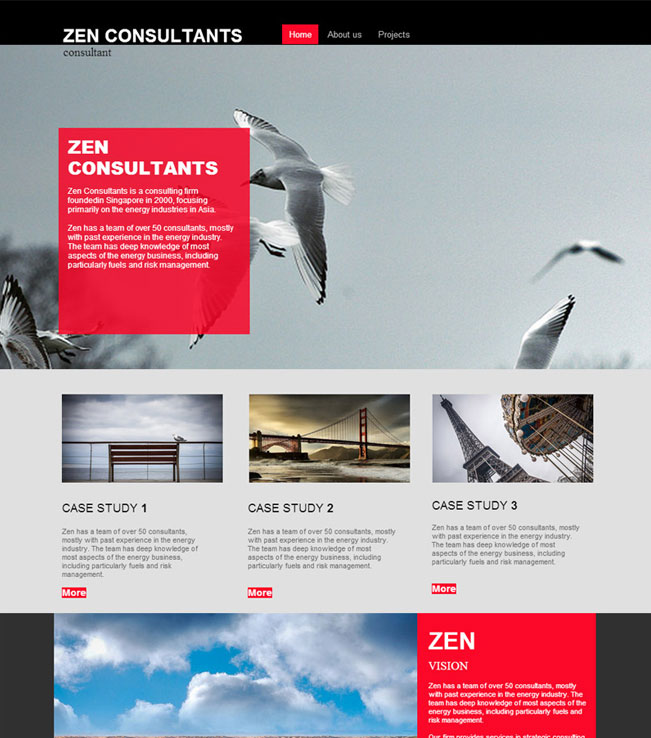 ZEN CONSULTANTS
consultant
Home About us Projects
ZEN
CONSULTANTS
Zen Consultants is a consulting firm
foundedin Singapore in 2000, focusing
primarily on the energy industries in Asia.
Zen has a team of over 50 consultants, mostly
with past experience in the energy industry.
The team has deep knowledge of most
aspects of the energy business, including
particularly fuels and risk management.
CASE STUDY 1
Zen has a team of over 50 consultants,
mostly with past experience in the energy
industry. The team has deep knowledge of
most aspects of the energy business,
including particularly fuels and risk
management.
More
CASE STUDY 2
Zen has a team of over 50 consultants, mostly
with past experience in the energy industry.
The team has deep knowledge of most
aspects of the energy business, including
particularly fuels and risk management.
More
CASE STUDY 3
Zen has a team of over 50 consultants, mostly
with past experience in the energy industry.
The team has deep knowledge of most
aspects of the energy business, including
particularly fuels and risk management.
More
ZEN
VISION
Zen has a team of over 50 consultants, mostly
with past experience in the energy industry. The
team has deep knowledge of most aspects of the
energy business, including particularly fuels and
risk management.
Our firm provides services in strategic consulting